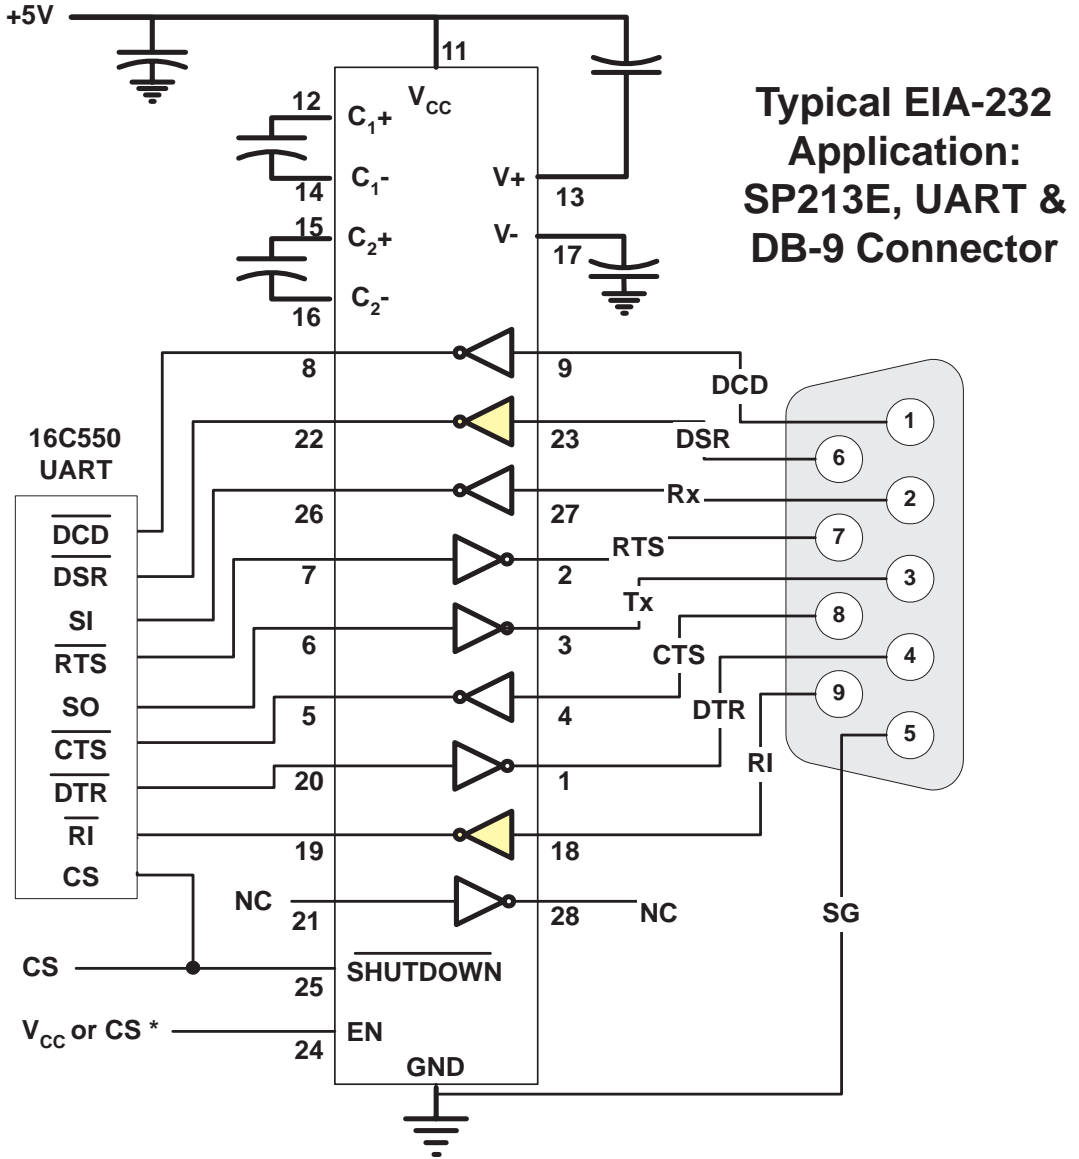 +5V
11
V_CC
12
C1+
14
C1-
15
C2+
16
C2-
V+
13
V-
17
Typical EIA-232
Application:
SP213E, UART &
DB-9 Connector
8
9
DCD
22
23
DSR
26
27
Rx
7
2
RTS
6
3
Tx
5
4
CTS
20
1
DTR
19
18
RI
NC
21
28
NC
16C550
UART
DCD
DSR
SI
RTS
SO
CTS
DTR
RI
CS
1
6
2
7
3
8
4
9
5
SG
CS
25
SHUTDOWN
VCC or CS *
24
EN
GND